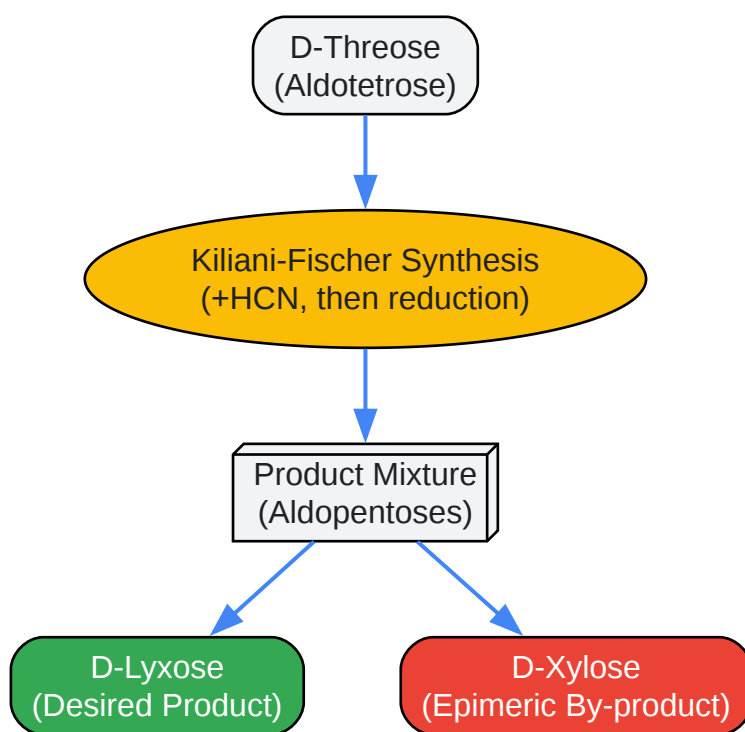 D-Threose
(Aldotetrose)
Kiliani-Fischer Synthesis
(+HCN, then reduction)
Product Mixture
(Aldopentoses)
D-Lyxose
(Desired Product)
D-Xylose
(Epimeric By-product)